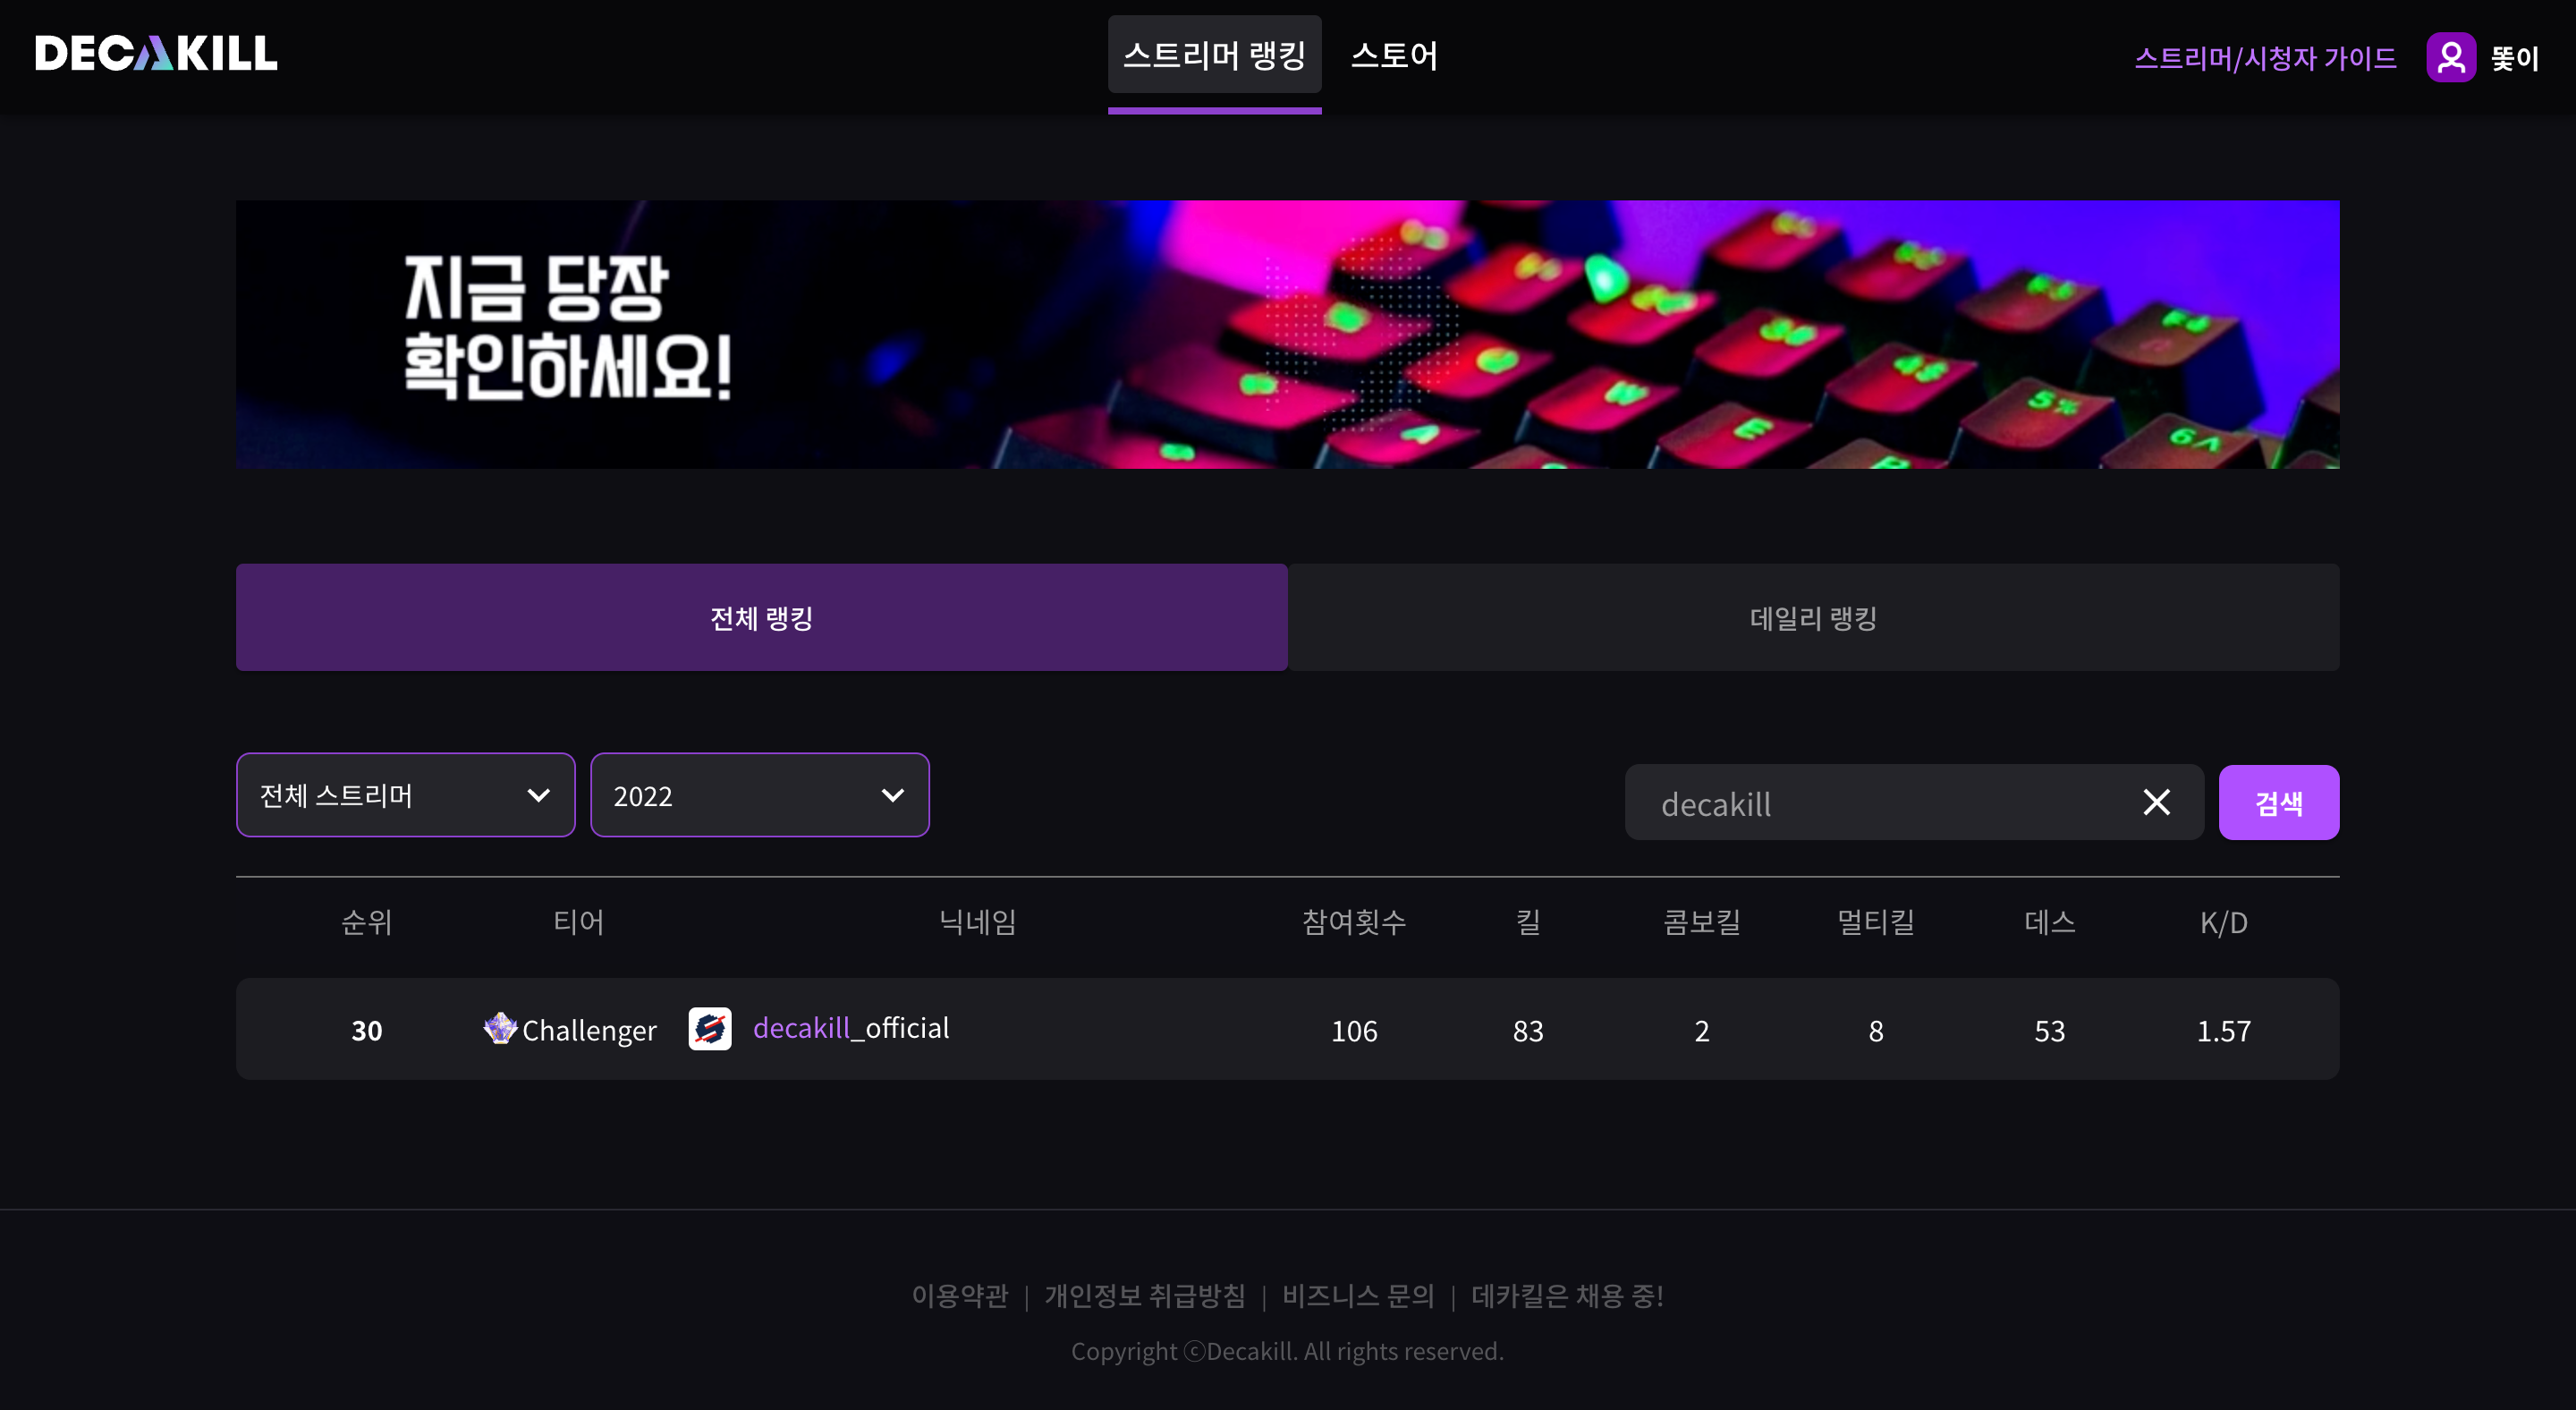 DECAKILL
스트리머 랭킹
스토어
스트리머/시청자 가이드
똧이
지금 당장
확인하세요!
전체 랭킹
데일리 랭킹
전체 스트리머
2022
decakill
검색
순위 티어 닉네임 참여횟수 킬 콤보킬 멀티킬 데스 K/D
30 Challenger decakill_official 106 83 2 8 53 1.57
이용약관 | 개인정보 취급방침 | 비즈니스 문의 | 데카킬은 채용 중!
Copyright ⓒDecakill. All rights reserved.